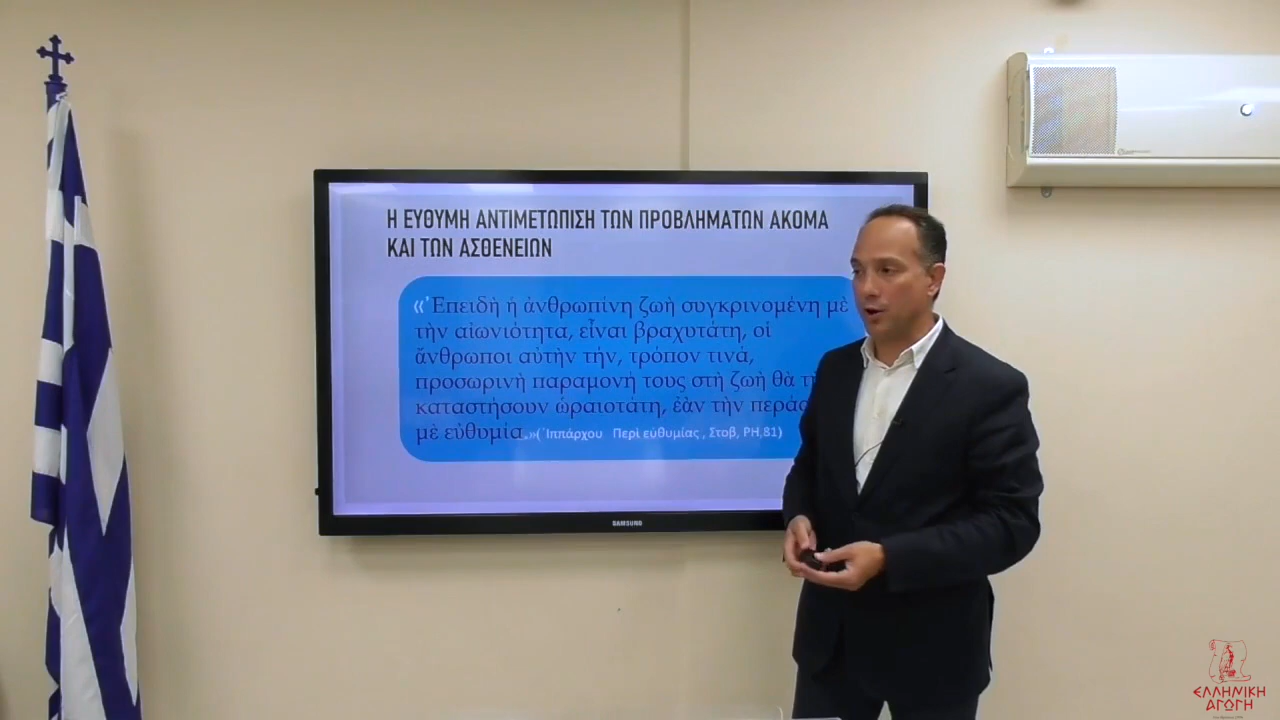 Η ΕΥΘΥΜΗ ΑΝΤΙΜΕΤΩΠΙΣΗ ΤΩΝ ΠΡΟΒΛΗΜΑΤΩΝ ΑΚΟΜΑ
ΚΑΙ ΤΩΝ ΑΣΘΕΝΕΙΩΝ
«Ἐπειδὴ ἡ ἀνθρωπίνη ζωὴ συγκρινομένη μὲ
τὴν αἰωνιότητα, εἶναι βραχυτάτη, οἱ
ἄνθρωποι αὐτὴν τήν, τρόπον τινά,
προσωρινὴ παραμονή τους στὴ ζωὴ θὰ
καταστήσουν ὡραιοτάτη, ἐὰν τὴν
μὲ εὐθυμία.»(Ἱππάρχου Περὶ εὐθυμίας , Στοβ, PH,81)
SAMSUNG
ΕΛΛΗΝΙΚΗ
ΑΓΩΓΗ